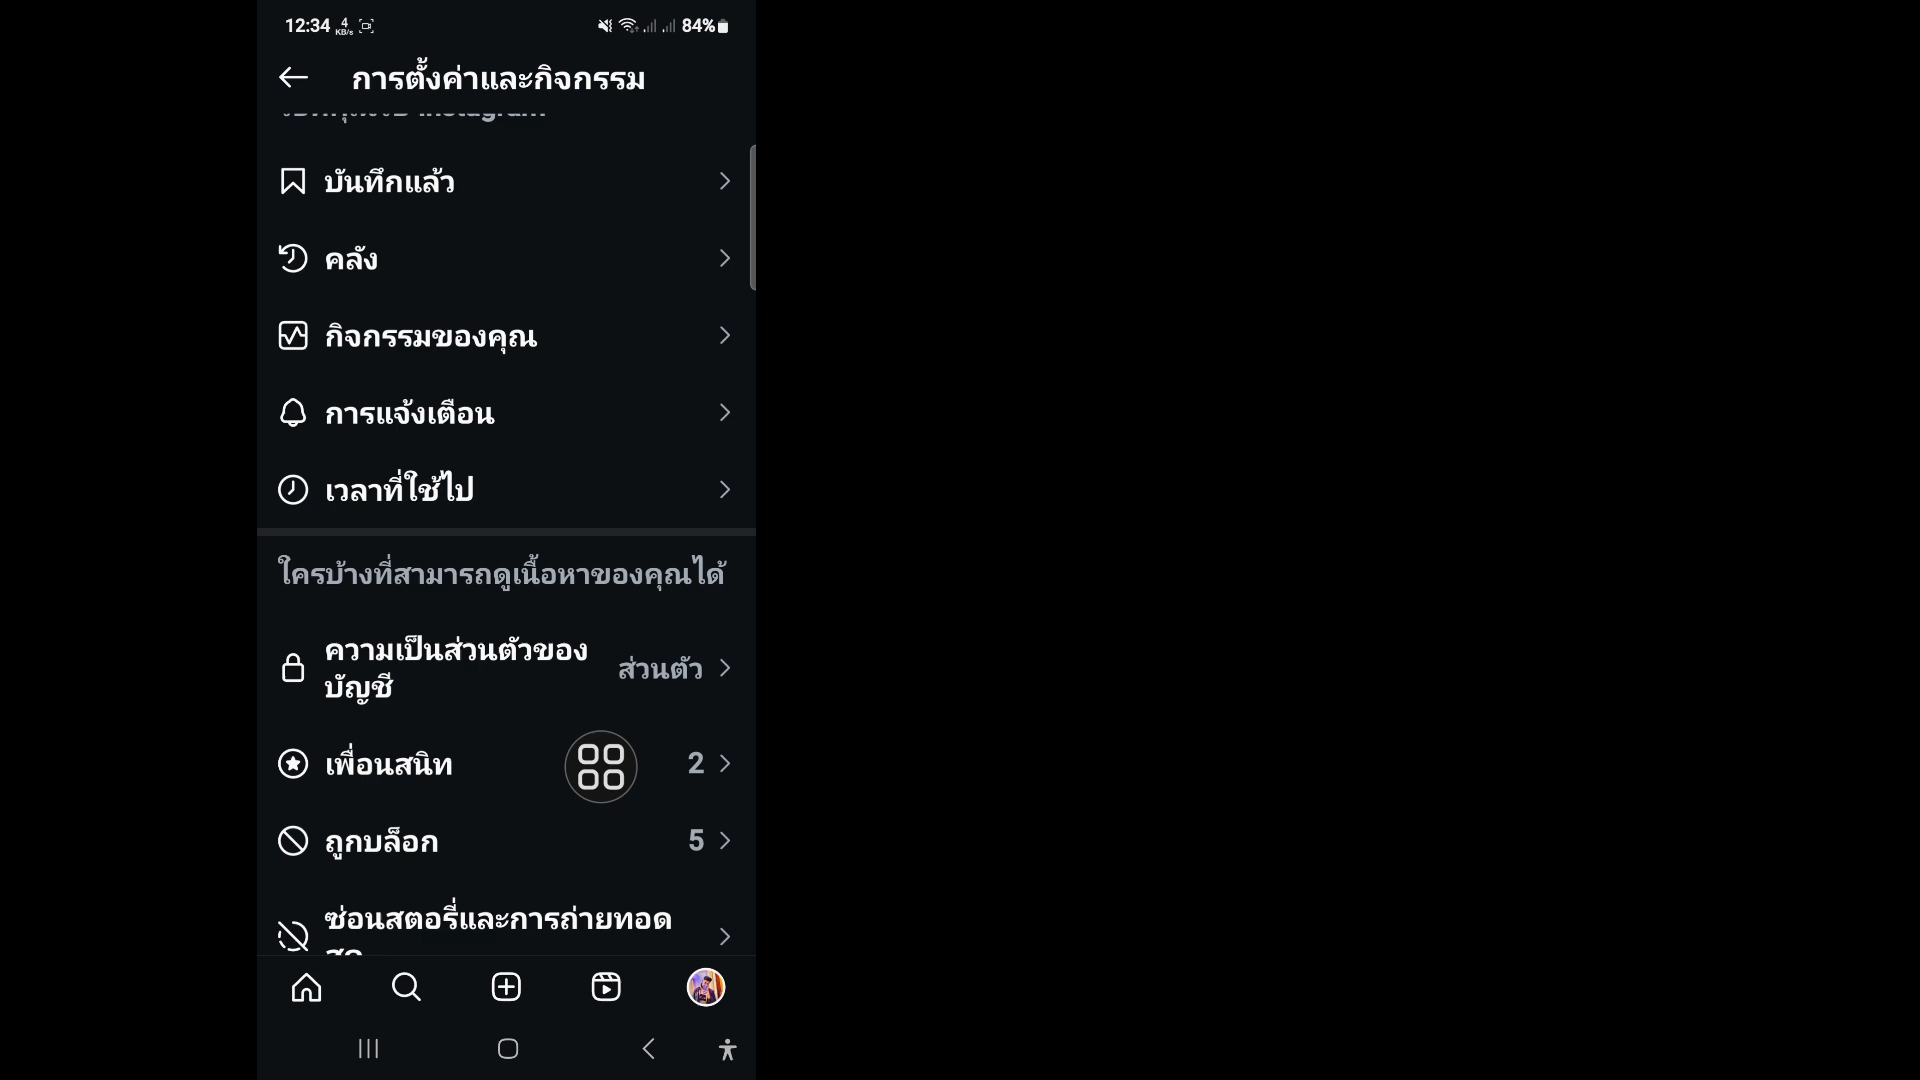 12:34
4
KB/s
84%
การตั้งค่าและกิจกรรม
Instagram
บันทึกแล้ว
คลัง
กิจกรรมของคุณ
การแจ้งเตือน
เวลาที่ใช้ไป
ใครบ้างที่สามารถดูเนื้อหาของคุณได้
ความเป็นส่วนตัวของ
บัญชี
ส่วนตัว
เพื่อนสนิท
2
ถูกบล็อก
5
ซ่อนสตอรี่และการถ่ายทอด